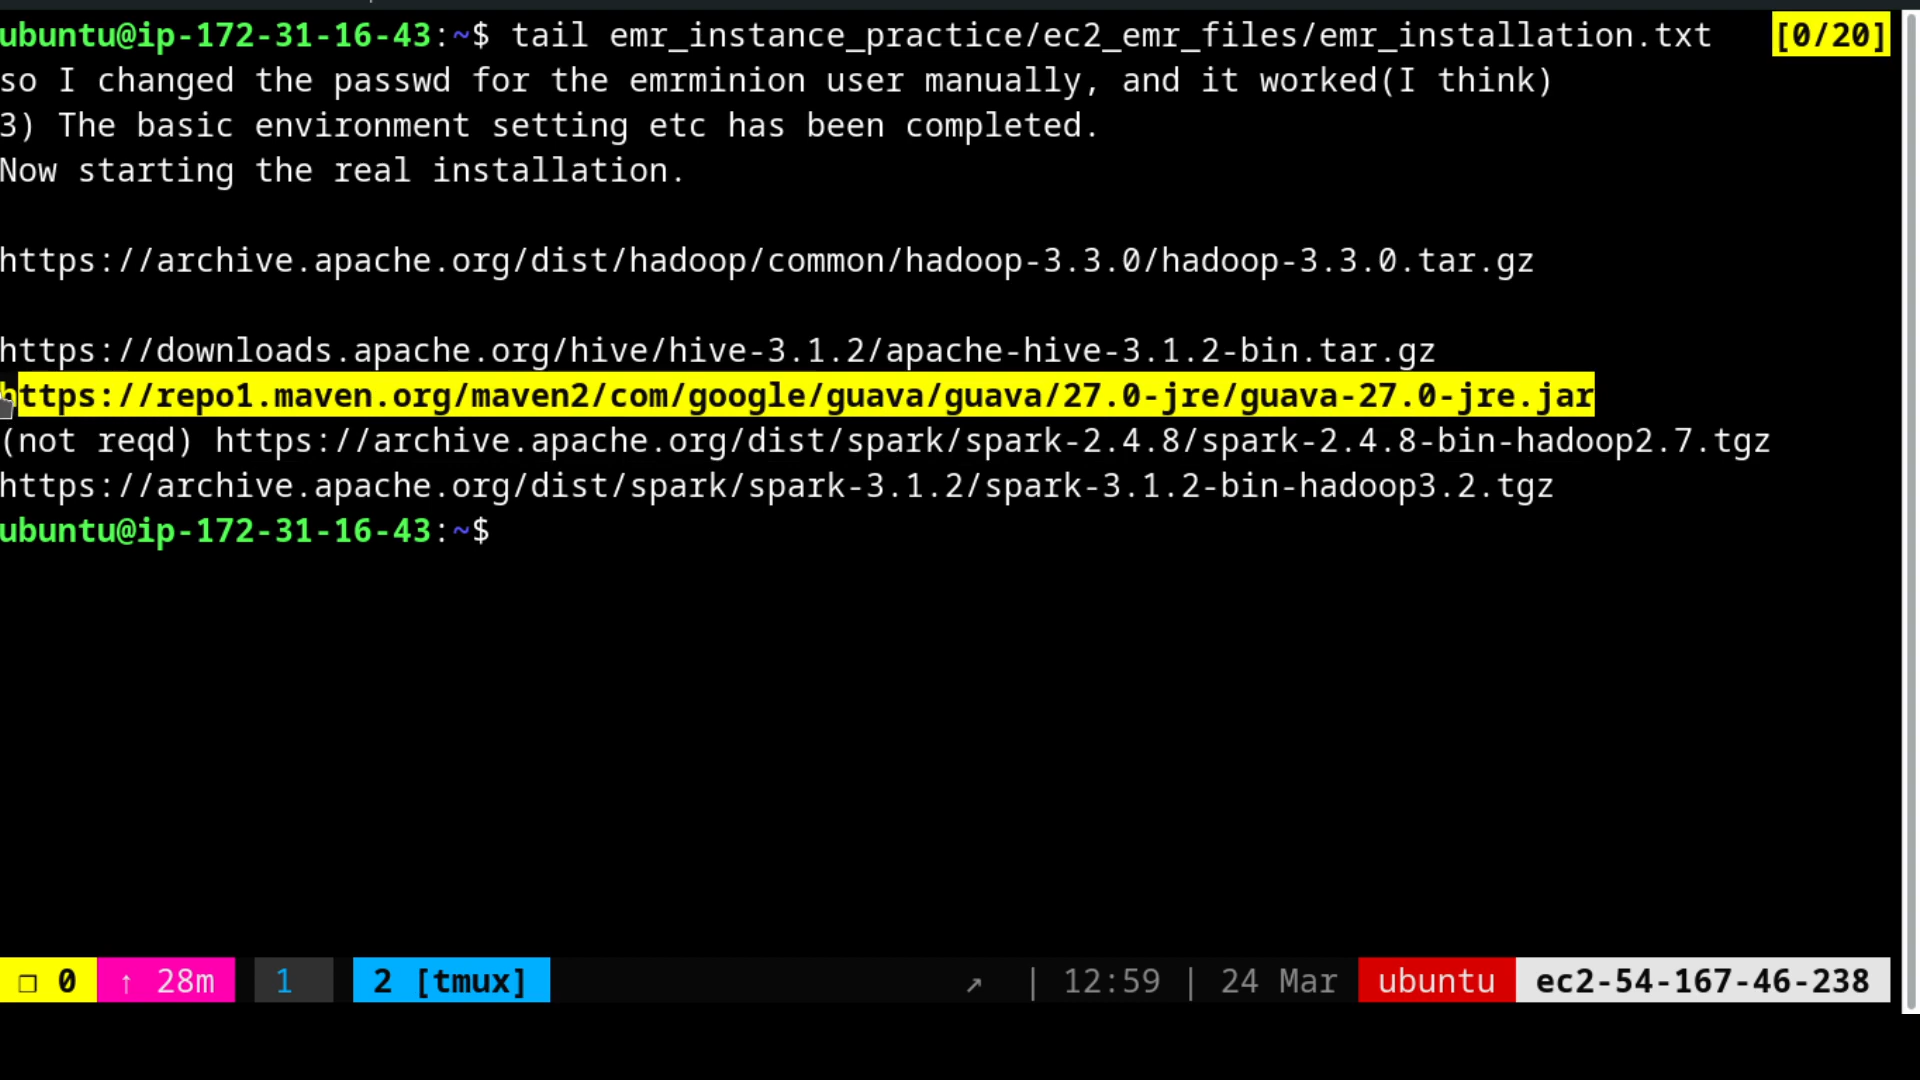 ubuntu@ip-172-31-16-43:~$ tail emr_instance_practice/ec2_emr_files/emr_installation.txt [0/20]
so I changed the passwd for the emrminion user manually, and it worked(I think)
3) The basic environment setting etc has been completed.
Now starting the real installation.
https://archive.apache.org/dist/hadoop/common/hadoop-3.3.0/hadoop-3.3.0.tar.gz
https://downloads.apache.org/hive/hive-3.1.2/apache-hive-3.1.2-bin.tar.gz
https://repo1.maven.org/maven2/com/google/guava/guava/27.0-jre/guava-27.0-jre.jar
(not reqd) https://archive.apache.org/dist/spark/spark-2.4.8/spark-2.4.8-bin-hadoop2.7.tgz
https://archive.apache.org/dist/spark/spark-3.1.2/spark-3.1.2-bin-hadoop3.2.tgz
ubuntu@ip-172-31-16-43:~$
❐ 0 ↑ 28m 1 2 [tmux] ↗ | 12:59 | 24 Mar ubuntu ec2-54-167-46-238